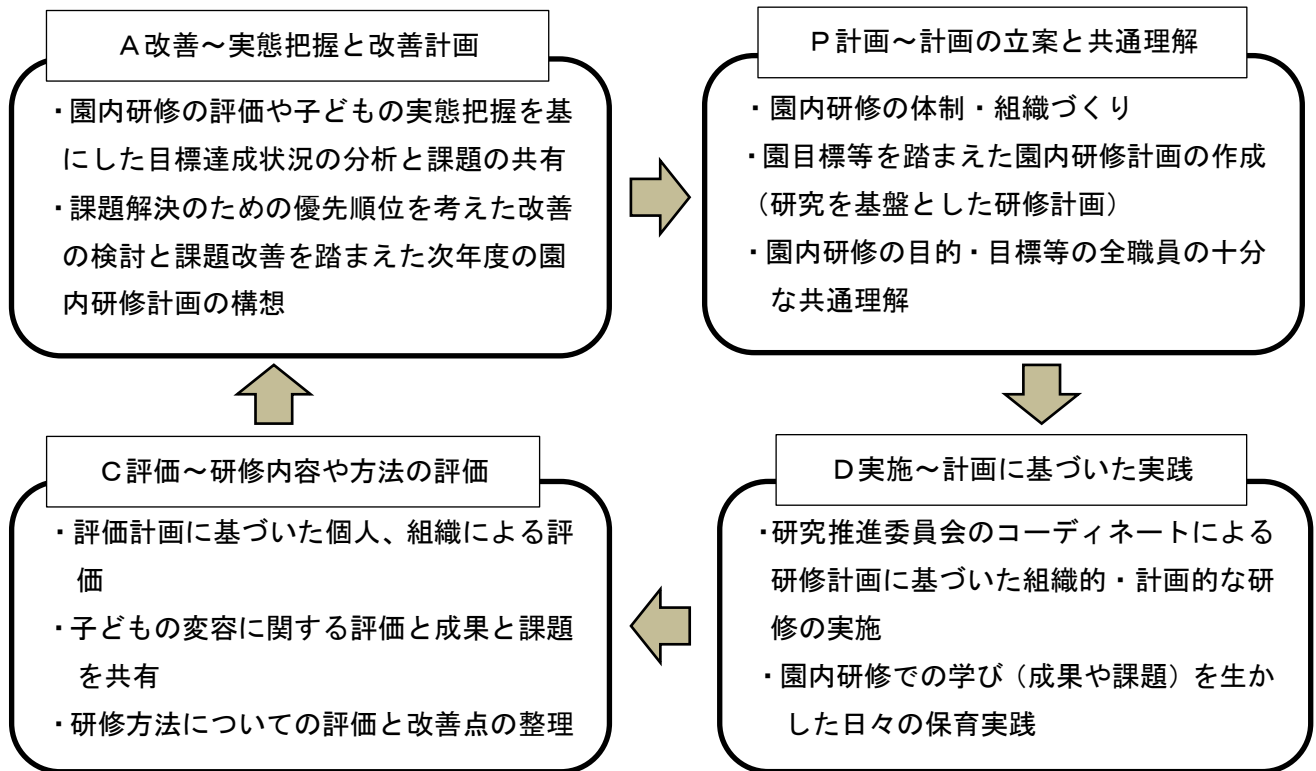 A改善~実態把握と改善計画
・園内研修の評価や子どもの実態把握を基
にした目標達成状況の分析と課題の共有
・課題解決のための優先順位を考えた改善
の検討と課題改善を踏まえた次年度の園
内研修計画の構想
P計画~計画の立案と共通理解
・園内研修の体制・組織づくり
・園目標等を踏まえた園内研修計画の作成
(研究を基盤とした研修計画)
・園内研修の目的・目標等の全職員の十分
な共通理解
C評価~研修内容や方法の評価
・評価計画に基づいた個人、組織による評
価
・子どもの変容に関する評価と成果と課題
を共有
・研修方法についての評価と改善点の整理
D実施~計画に基づいた実践
・研究推進委員会のコーディネートによる
研修計画に基づいた組織的・計画的な研
修の実施
・園内研修での学び(成果や課題)を生か
した日々の保育実践